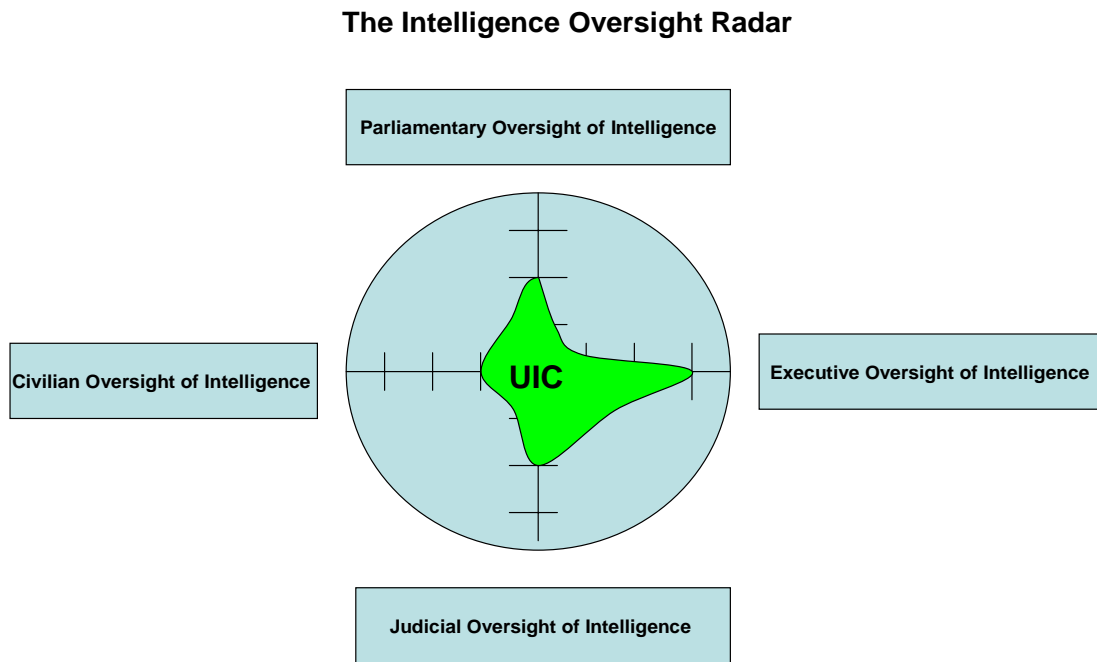 The Intelligence Oversight Radar
Parliamentary Oversight of Intelligence
Civilian Oversight of Intelligence
UIC
Executive Oversight of Intelligence
Judicial Oversight of Intelligence